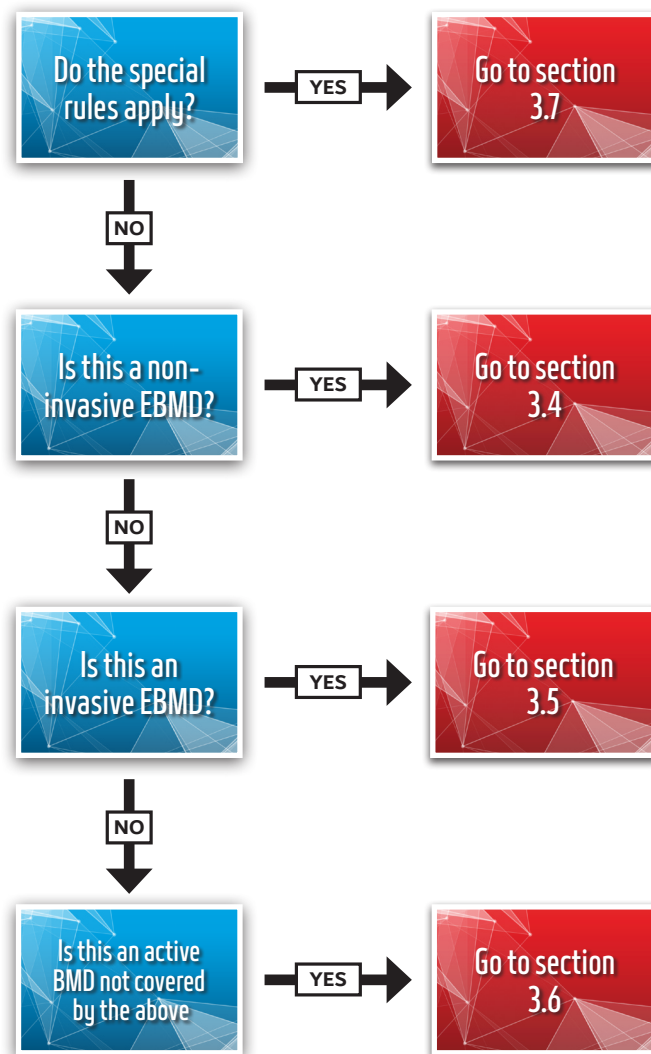 Do the special
rules apply?
YES
Go to section
3.7
NO
Is this a non-
invasive EBMD?
YES
Go to section
3.4
NO
Is this an
invasive EBMD?
YES
Go to section
3.5
NO
Is this an active
BMD not covered
by the above
YES
Go to section
3.6